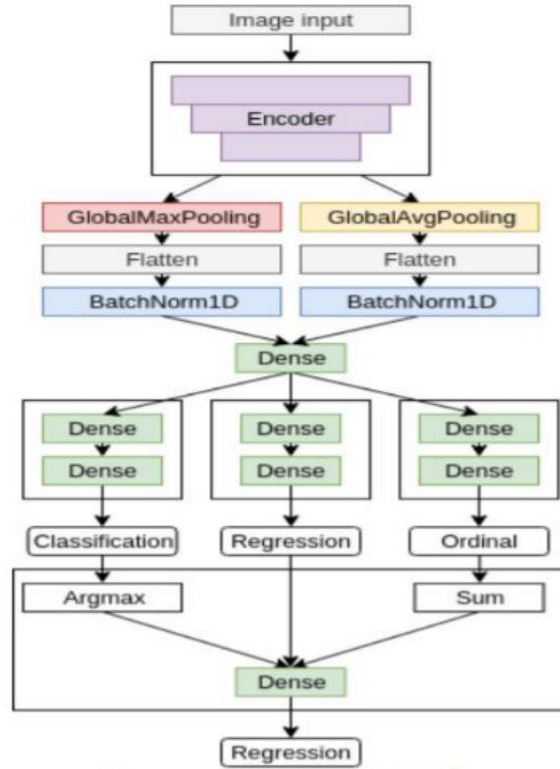 Image input
Encoder
GlobalMaxPooling GlobalAvgPooling
Flatten Flatten
BatchNorm1D BatchNorm1D
Dense
Dense Dense Dense
Dense Dense Dense
Classification Regression Ordinal
Argmax Sum
Dense
Regression